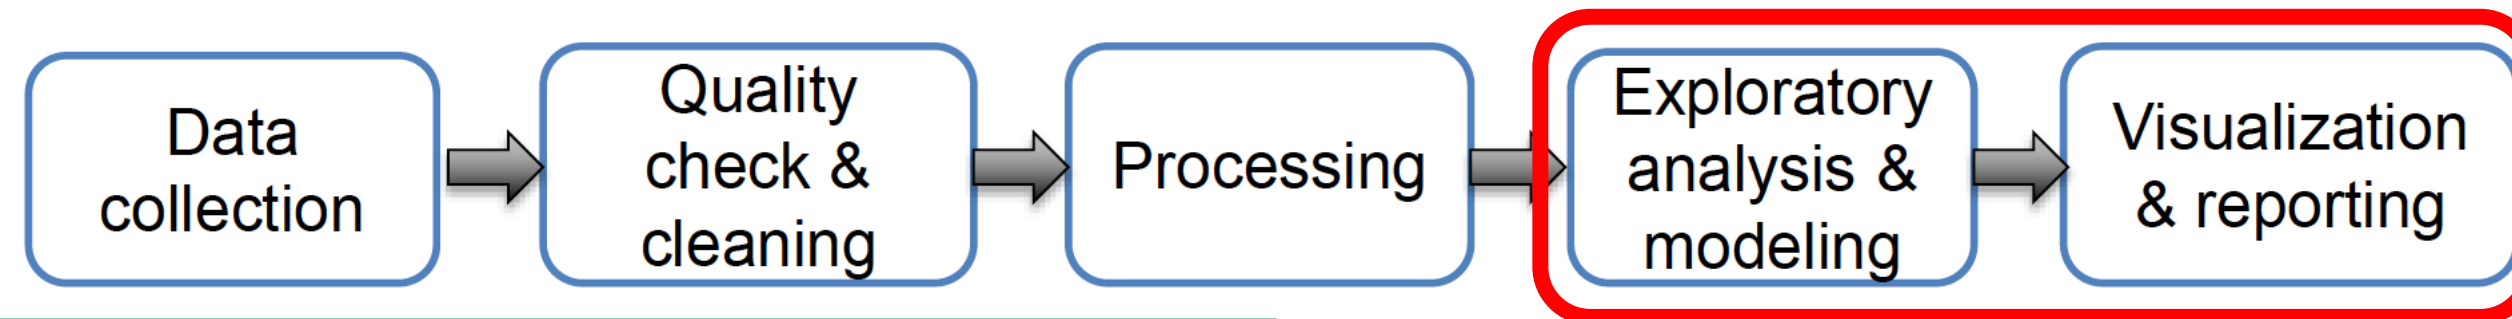 Data
collection
Quality
check &
cleaning
Processing
Exploratory
analysis &
modeling
Visualization
& reporting